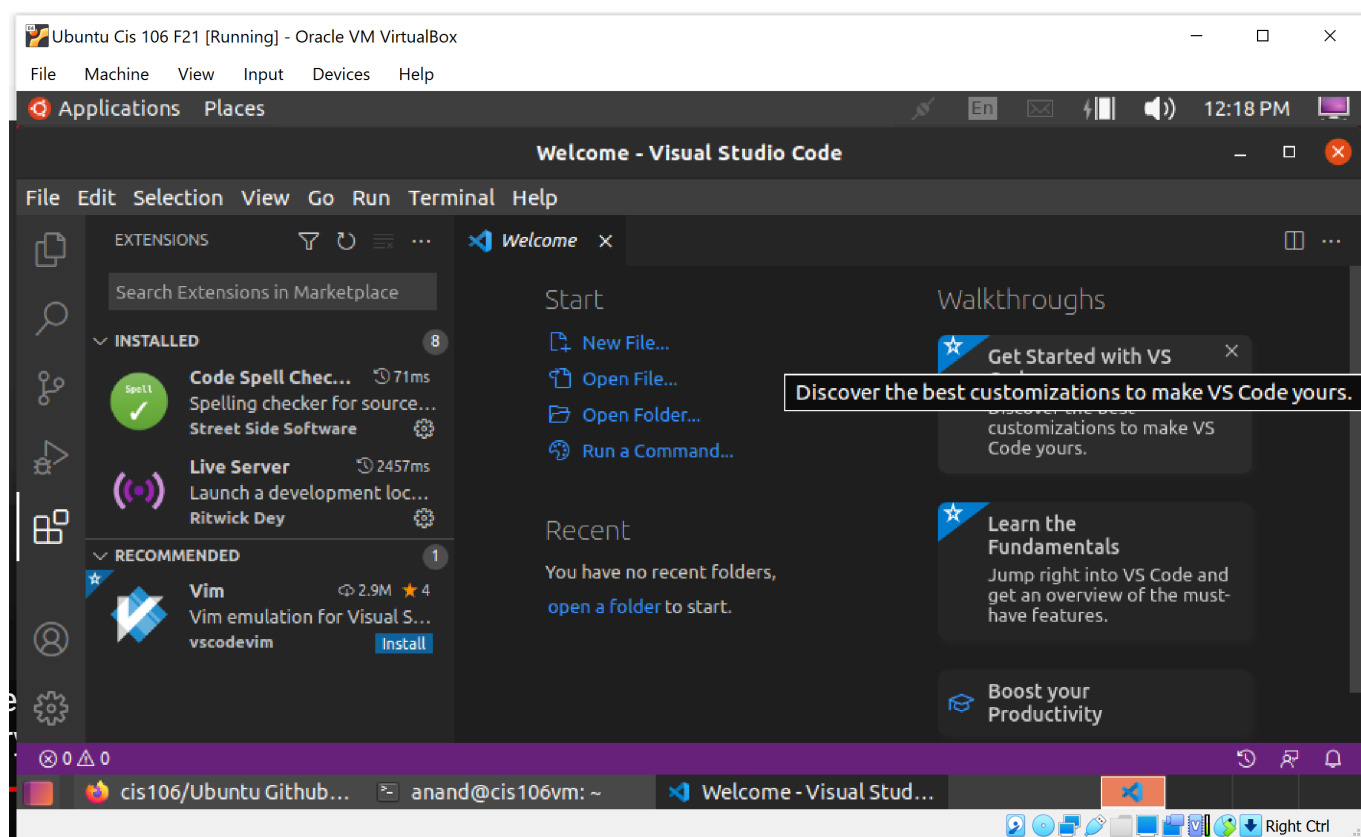 Ubuntu Cis 106 F21 [Running] - Oracle VM VirtualBox
File Machine View Input Devices Help
Applications Places En 12:18 PM
Welcome - Visual Studio Code
File Edit Selection View Go Run Terminal Help
EXTENSIONS
Search Extensions in Marketplace
INSTALLED 8
Spell
Code Spell Chec... 71ms
Spelling checker for source...
Street Side Software
Live Server 2457ms
Launch a development loc...
Ritwick Dey
RECOMMENDED 1
Vim 2.9M 4
Vim emulation for Visual S...
vscodevim Install
Welcome
Start
New File...
Open File...
Open Folder...
Run a Command...
Recent
You have no recent folders,
open a folder to start.
Walkthroughs
Get Started with VS
Discover the best customizations to make VS Code yours.
customizations to make VS
Code yours.
Learn the
Fundamentals
Jump right into VS Code and
get an overview of the must-
have features.
Boost your
Productivity
0 0
cis106/Ubuntu Github... anand@cis106vm: ~ Welcome - Visual Stud...
Right Ctrl